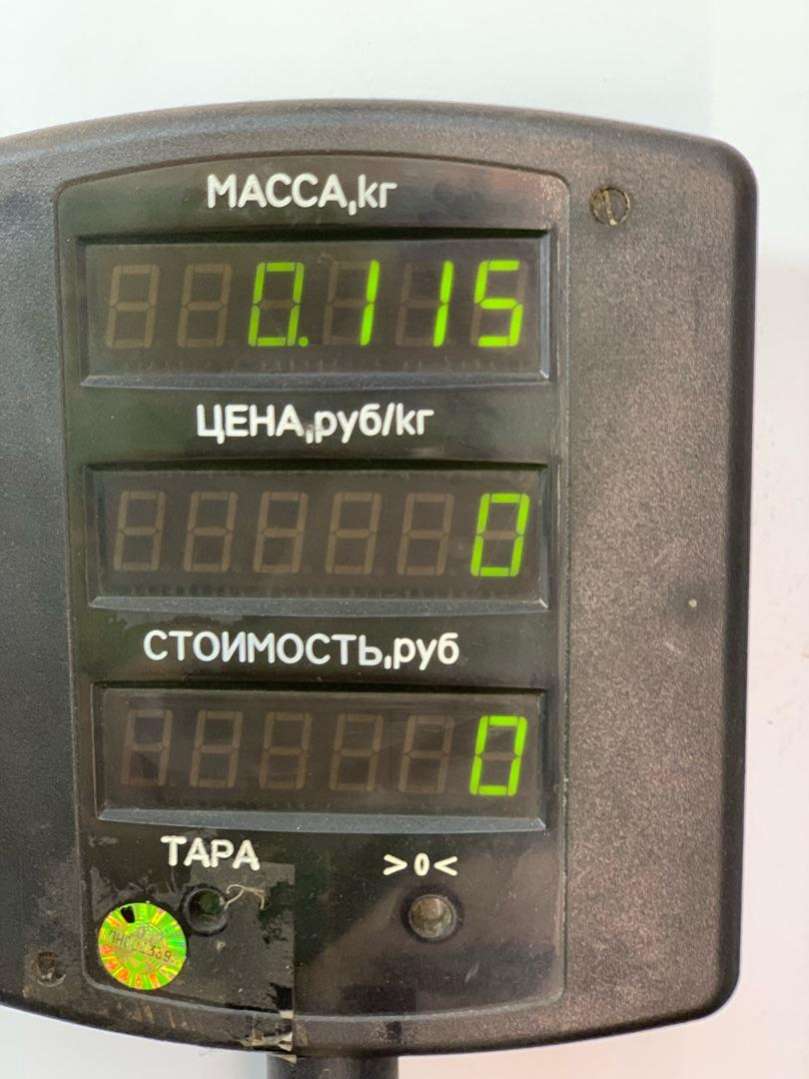 МАССА,кг
0.115
ЦЕНА,руб/кг
0
СТОИМОСТЬ,руб
0
ТАРА >0<